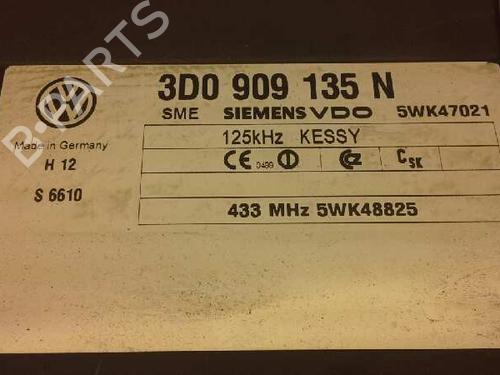 3D0 909 135 N
SME SIEMENS VDO 5WK47021
125kHz KESSY
Made in Germany
H 12
CE 0499 CSK
S 6610
433 MHz 5WK48825
B-PARTS